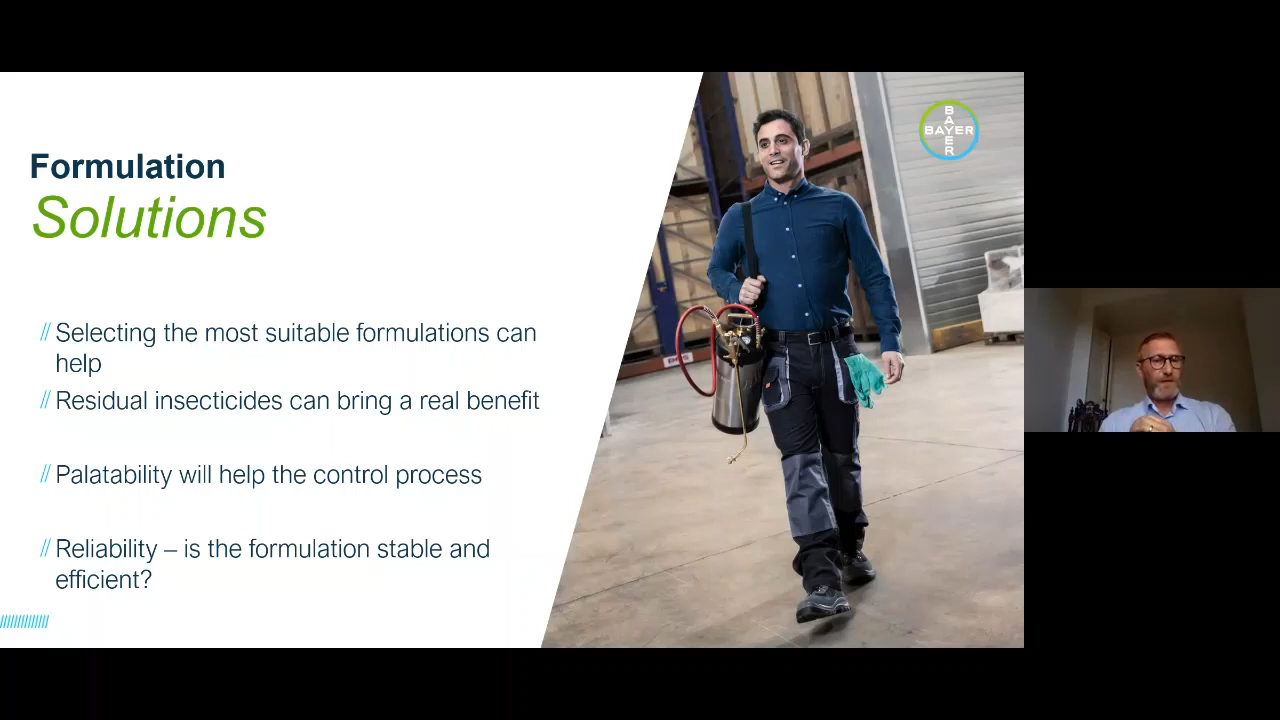 Formulation
Solutions
// Selecting the most suitable formulations can
help
// Residual insecticides can bring a real benefit
// Palatability will help the control process
// Reliability – is the formulation stable and
efficient?
BAYER
BAYER